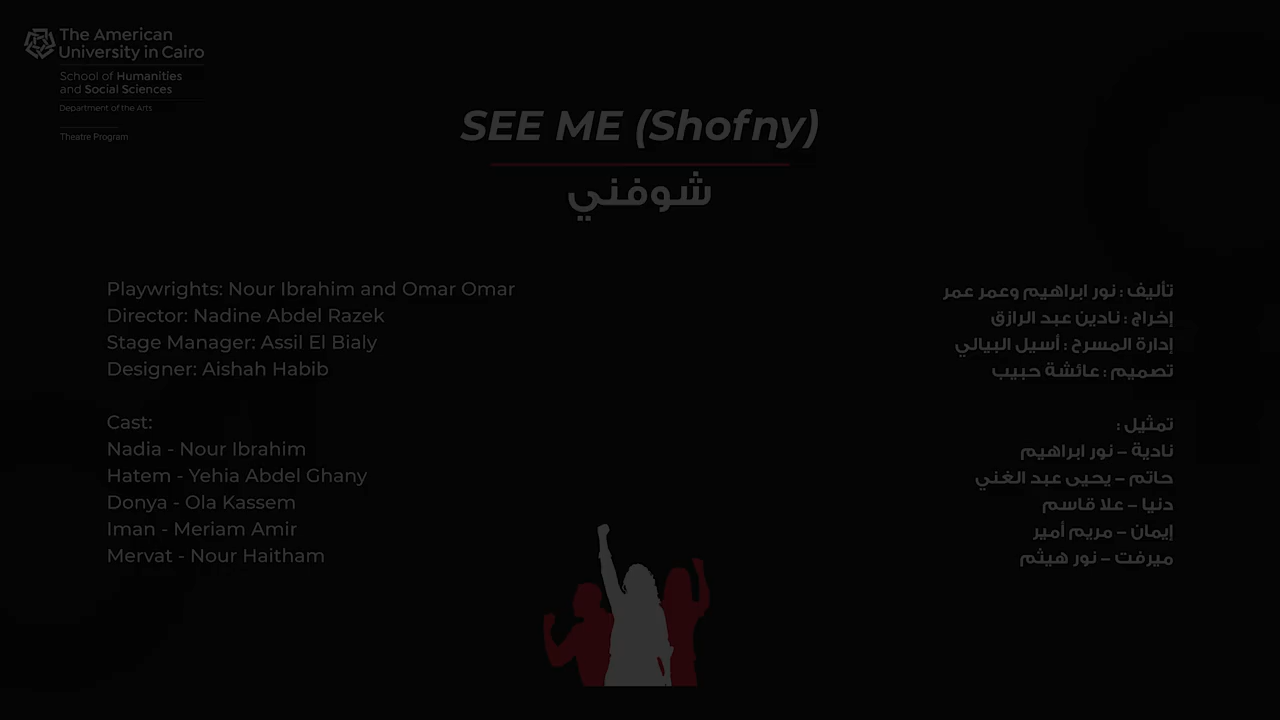 The American
University in Cairo
School of Humanities
and Social Sciences
Department of the Arts
Theatre Program
SEE ME (Shofny)
شوفني
Playwrights: Nour Ibrahim and Omar Omar
Director: Nadine Abdel Razek
Stage Manager: Assil El Bialy
Designer: Aishah Habib
Cast:
Nadia - Nour Ibrahim
Hatem - Yehia Abdel Ghany
Donya - Ola Kassem
Iman - Meriam Amir
Mervat - Nour Haitham
تأليف : نور ابراهيم وعمر عمر
إخراج : نادين عبد الرازق
إدارة المسرح : أسيل البيالي
تصميم : عائشة حبيب
تمثيل :
نادية – نور ابراهيم
حاتم – يحيى عبد الغني
دنيا – علا قاسم
إيمان – مريم أمير
ميرفت – نور هيثم